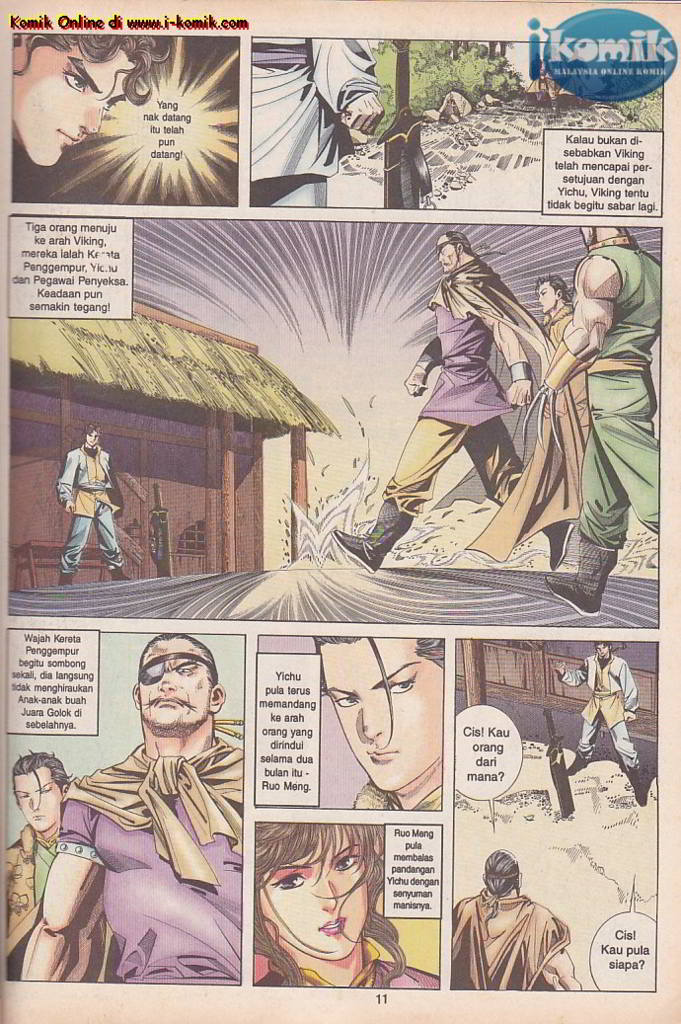 Komik Online di www.i-komik.com
ikomik
MALAYSIA ONLINE KOMIK
Yang
nak datang
itu telah
pun
datang!
Kalau bukan di-
sebabkan Viking
telah mencapai per-
setujuan dengan
Yichu, Viking tentu
tidak begitu sabar lagi.
Tiga orang menuju
ke arah Viking,
mereka ialah Kereta
Penggempur, Yichu
dan Pegawai Penyeksa.
Keadaan pun
semakin tegang!
Wajah Kereta
Penggempur
begitu sombong
sekali, dia langsung
tidak menghiraukan
Anak-anak buah
Juara Golok di
sebelahnya.
Yichu
pula terus
memandang
ke arah
orang yang
dirindui
selama dua
bulan itu -
Ruo Meng.
Ruo Meng
pula
membalas
pandangan
Yichu dengan
senyuman
manisnya.
Cis! Kau
orang
dari
mana?
Cis!
Kau pula
siapa?
11